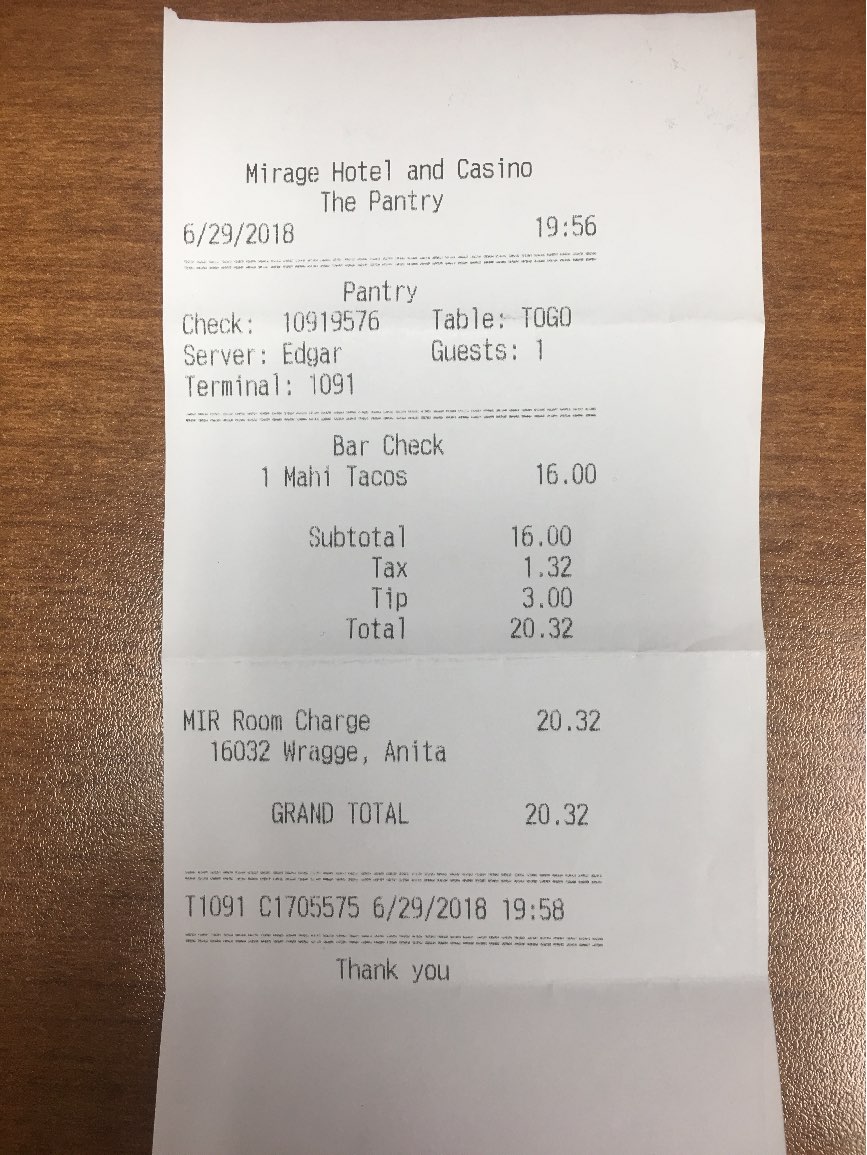 Mirage Hotel and Casino
The Pantry
6/29/2018 19:56
Pantry
Check: 10919576 Table: TOGO
Server: Edgar Guests: 1
Terminal: 1091
Bar Check
1 Mahi Tacos 16.00
Subtotal 16.00
Tax 1.32
Tip 3.00
Total 20.32
MIR Room Charge 20.32
16032 Wragge, Anita
GRAND TOTAL 20.32
T1091 C1705575 6/29/2018 19:58
Thank you